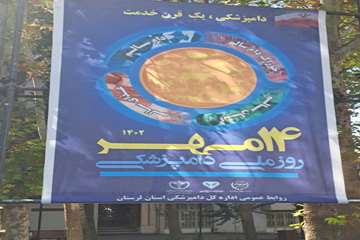 دامپزشکی، یک قرن خدمت
۱۴۰۲
۱۴ مهر
روز ملی دامپزشکی
روابط عمومی اداره کل دامپزشکی استان لرستان